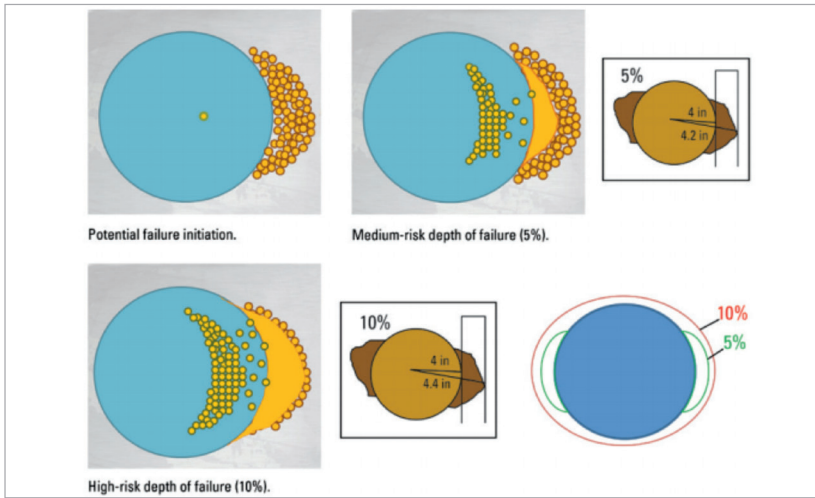 5%
4 in
4.2 in
Potential failure initiation.
Medium-risk depth of failure (5%).
10%
4 in
4.4 in
10%
5%
High-risk depth of failure (10%).